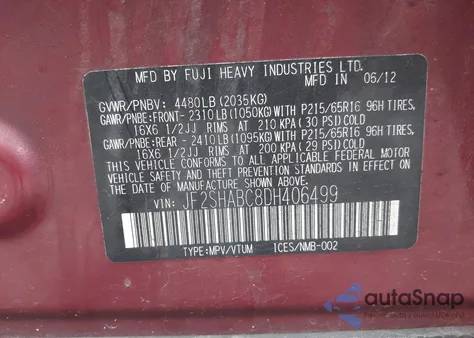 MFD BY FUJI HEAVY INDUSTRIES LTD. IN 06/12
GVWR/PNBV: 4480LB (2035KG)
GAWR/PNBE: FRONT- 2310LB (1050KG) WITH P215/65R16 96H TIRES,
16X6 1/2JJ RIMS AT 210 KPA (30 PSI) COLD
GAWR/PNBE: REAR - 2410LB (1095KG) WITH P215/65R16 96H TIRES,
16X6 1/2JJ RIMS AT 200 KPA (29 PSI) COLD
THIS VEHICLE CONFORMS TO ALL APPLICABLE FEDERAL MOTOR
VEHICLE SAFETY STANDARDS IN EFFECT ON THE DATE OF
MANUFACTURE SHOWN ABOVE.
VIN: JF2SHABC8DH406499
TYPE:MPV/VTUM ICES/NMB-002
autoSnap